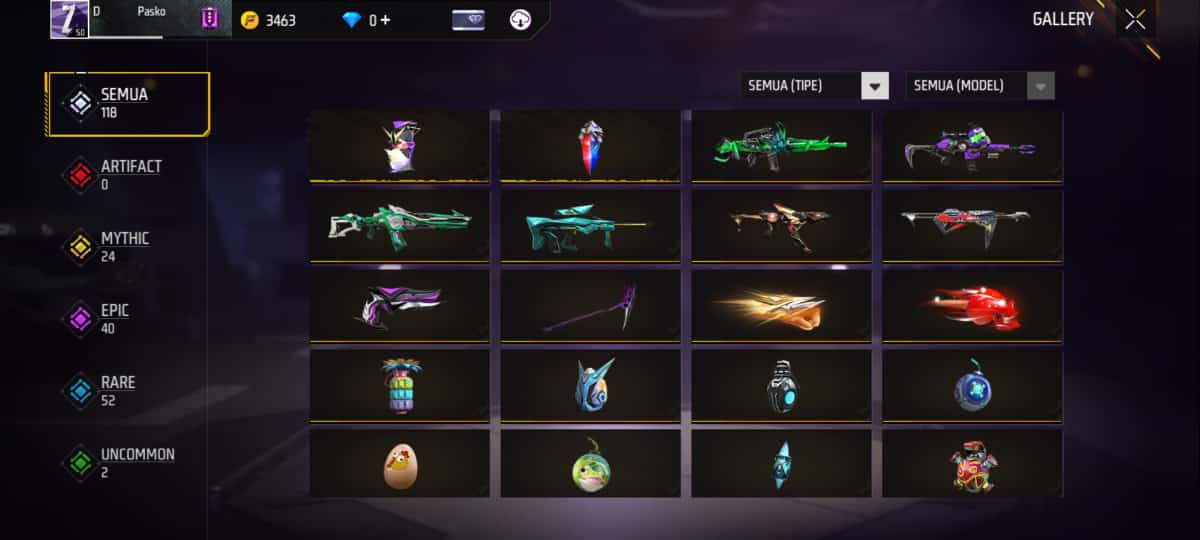 7
50
D Pasko
F 3463
0 +
GALLERY
SEMUA
118
SEMUA (TIPE)
SEMUA (MODEL)
ARTIFACT
0
MYTHIC
24
EPIC
40
RARE
52
UNCOMMON
2